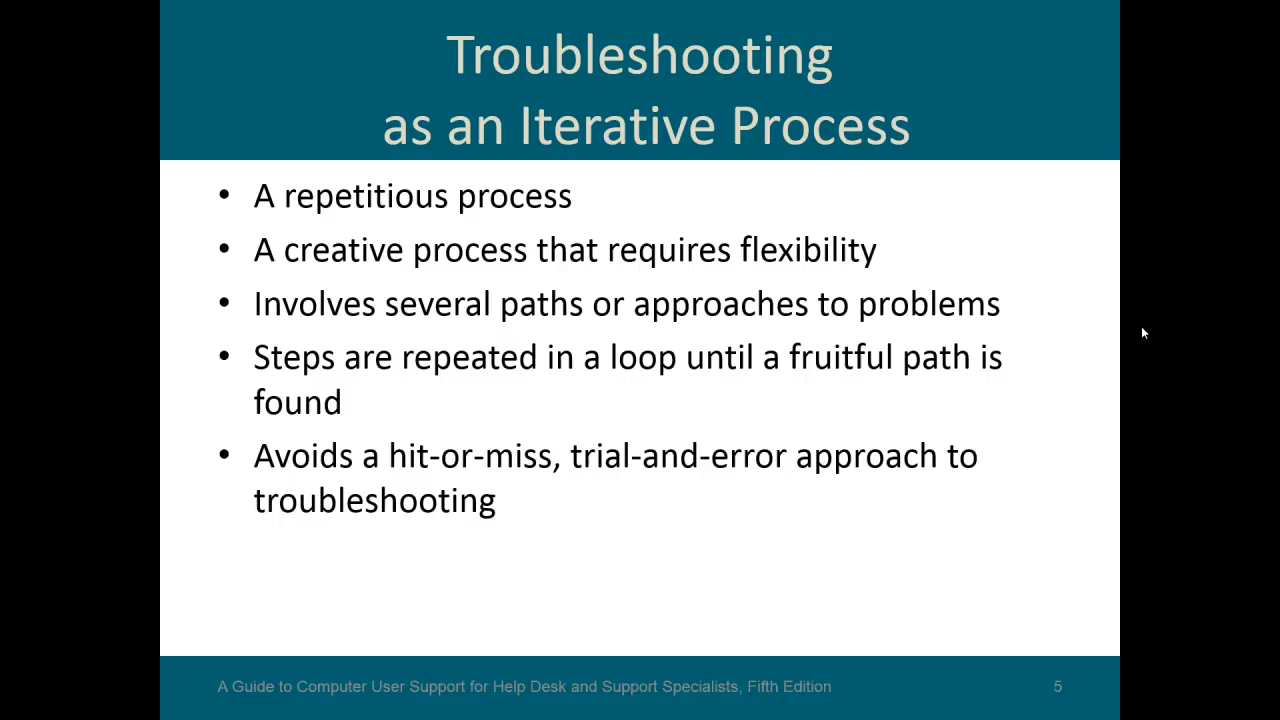 Troubleshooting
as an Iterative Process
• A repetitious process
• A creative process that requires flexibility
• Involves several paths or approaches to problems
• Steps are repeated in a loop until a fruitful path is
found
• Avoids a hit-or-miss, trial-and-error approach to
troubleshooting
A Guide to Computer User Support for Help Desk and Support Specialists, Fifth Edition 5